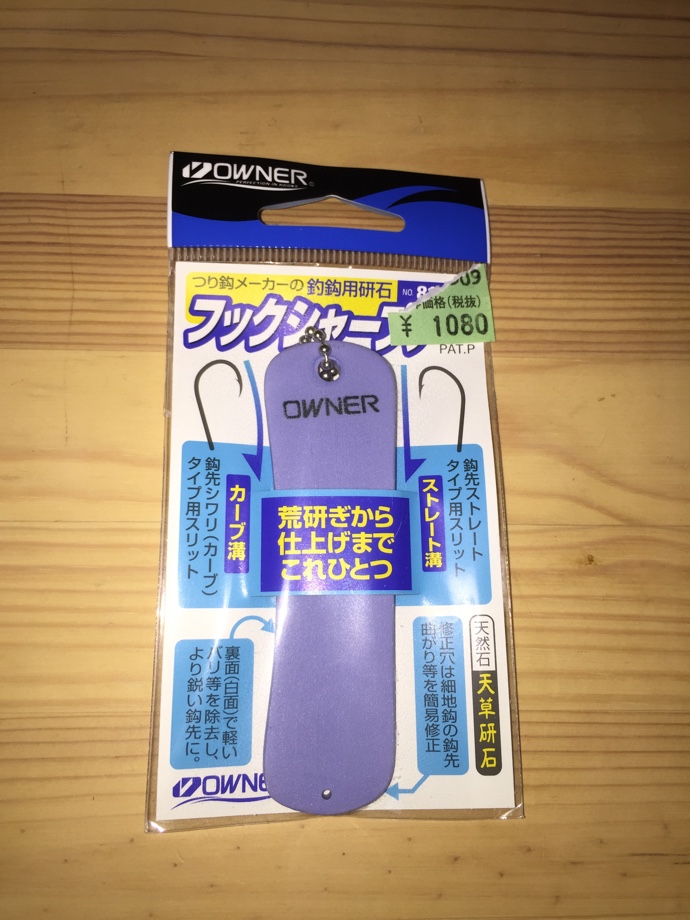 OWNER
PERFECTION IN HOOKS
つり鈎メーカーの釣鈎用研石
NO.
09
価格(税抜)
¥ 1080
フックシャープ
PAT.P
OWNER
鈎先シワリ(カーブ)
タイプ用スリット
カーブ溝
荒研ぎから
仕上げまで
これひとつ
ストレート溝
鈎先ストレート
タイプ用スリット
裏面(白面)で軽い
バリ等を除去し、
より鋭い鈎先に。
修正穴は細地鈎の鈎先
曲がり等を簡易修正
天然石
天草研石
OWNE